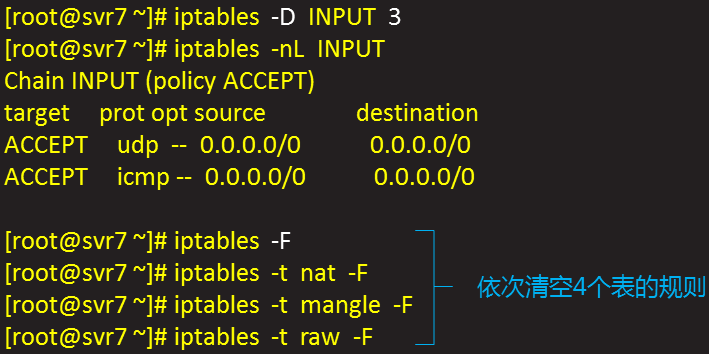 [root@svr7 ~]# iptables -D INPUT 3
[root@svr7 ~]# iptables -nL INPUT
Chain INPUT (policy ACCEPT)
target prot opt source destination
ACCEPT udp -- 0.0.0.0/0 0.0.0.0/0
ACCEPT icmp -- 0.0.0.0/0 0.0.0.0/0
[root@svr7 ~]# iptables -F
[root@svr7 ~]# iptables -t nat -F
[root@svr7 ~]# iptables -t mangle -F
[root@svr7 ~]# iptables -t raw -F
依次清空4个表的规则